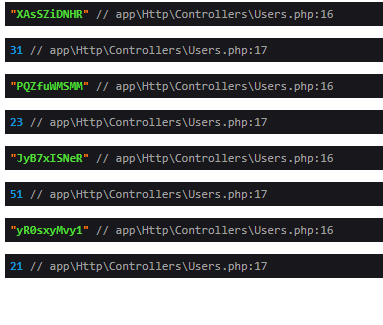 "XAsSZiDNHR" // app\Http\Controllers\Users.php:16
31 // app\Http\Controllers\Users.php:17
"PQZfuWMSMM" // app\Http\Controllers\Users.php:16
23 // app\Http\Controllers\Users.php:17
"JyB7xISNeR" // app\Http\Controllers\Users.php:16
51 // app\Http\Controllers\Users.php:17
"yR0sxyMvy1" // app\Http\Controllers\Users.php:16
21 // app\Http\Controllers\Users.php:17